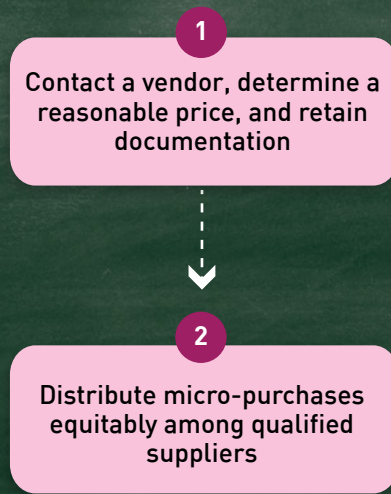 1
Contact a vendor, determine a
reasonable price, and retain
documentation
2
Distribute micro-purchases
equitably among qualified
suppliers